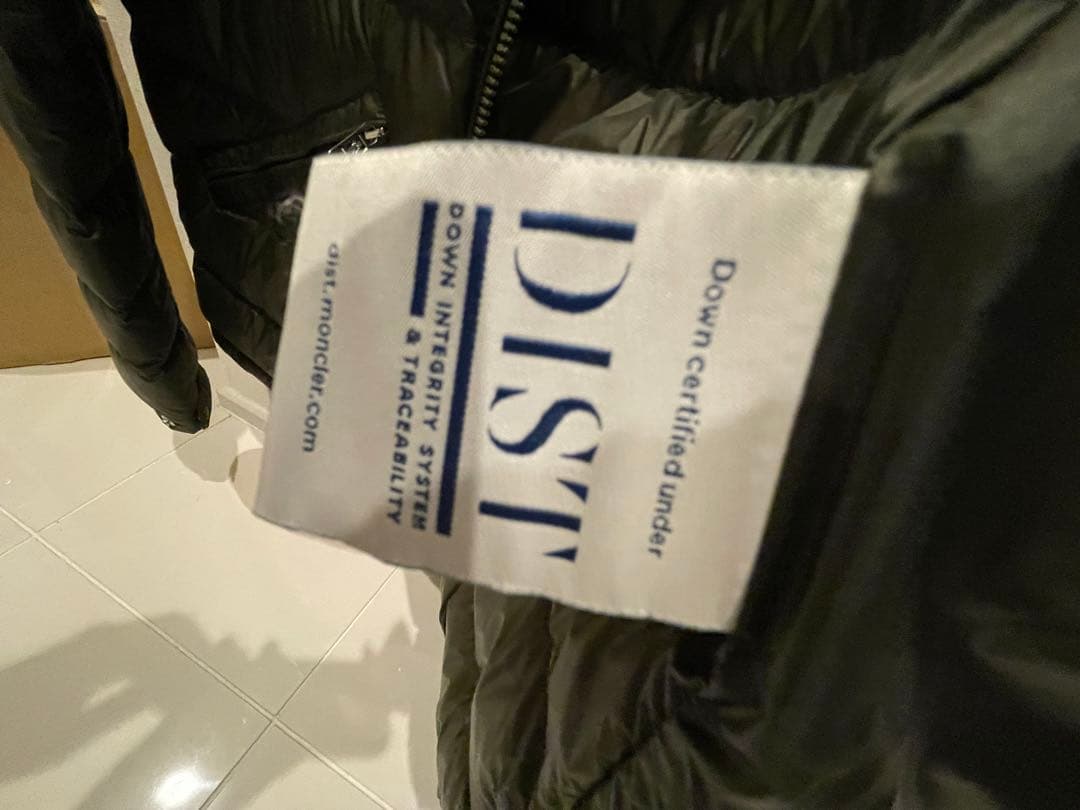 Down certified under
DIST
DOWN INTEGRITY SYSTEM
& TRACEABILITY
dist.moncler.com